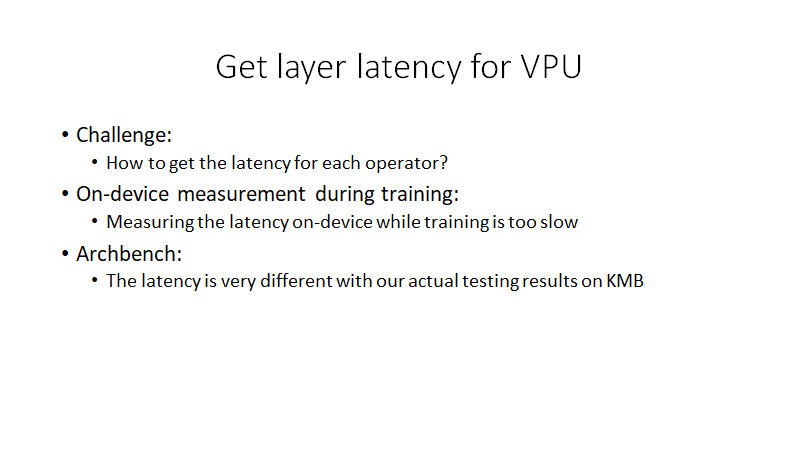 Get layer latency for VPU
• Challenge:
• How to get the latency for each operator?
• On-device measurement during training:
• Measuring the latency on-device while training is too slow
• Archbench:
• The latency is very different with our actual testing results on KMB